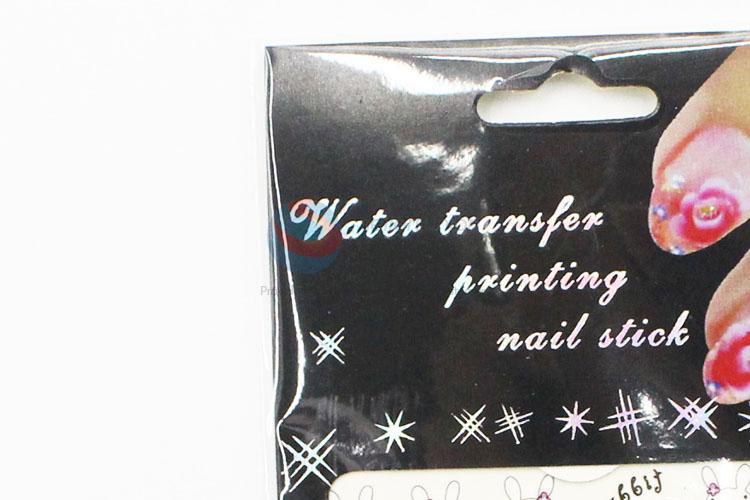 Water transfer
printing
nail stick